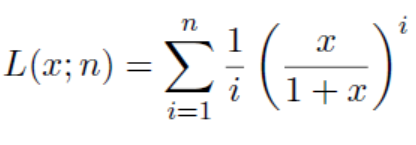 L(x; n) = \sum_{i=1}^{n} \frac{1}{i} \left( \frac{x}{1+x} \right)^i